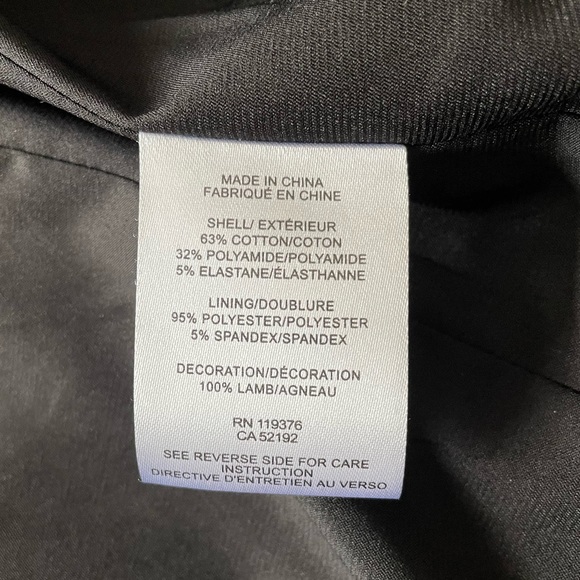 MADE IN CHINA
FABRIQUÉ EN CHINE
SHELL/ EXTÉRIEUR
63% COTTON/COTON
32% POLYAMIDE/POLYAMIDE
5% ELASTANE/ÉLASTHANNE
LINING/DOUBLURE
95% POLYESTER/POLYESTER
5% SPANDEX/SPANDEX
DECORATION/DÉCORATION
100% LAMB/AGNEAU
RN 119376
CA 52192
SEE REVERSE SIDE FOR CARE
INSTRUCTION
DIRECTIVE D'ENTRETIEN AU VERSO